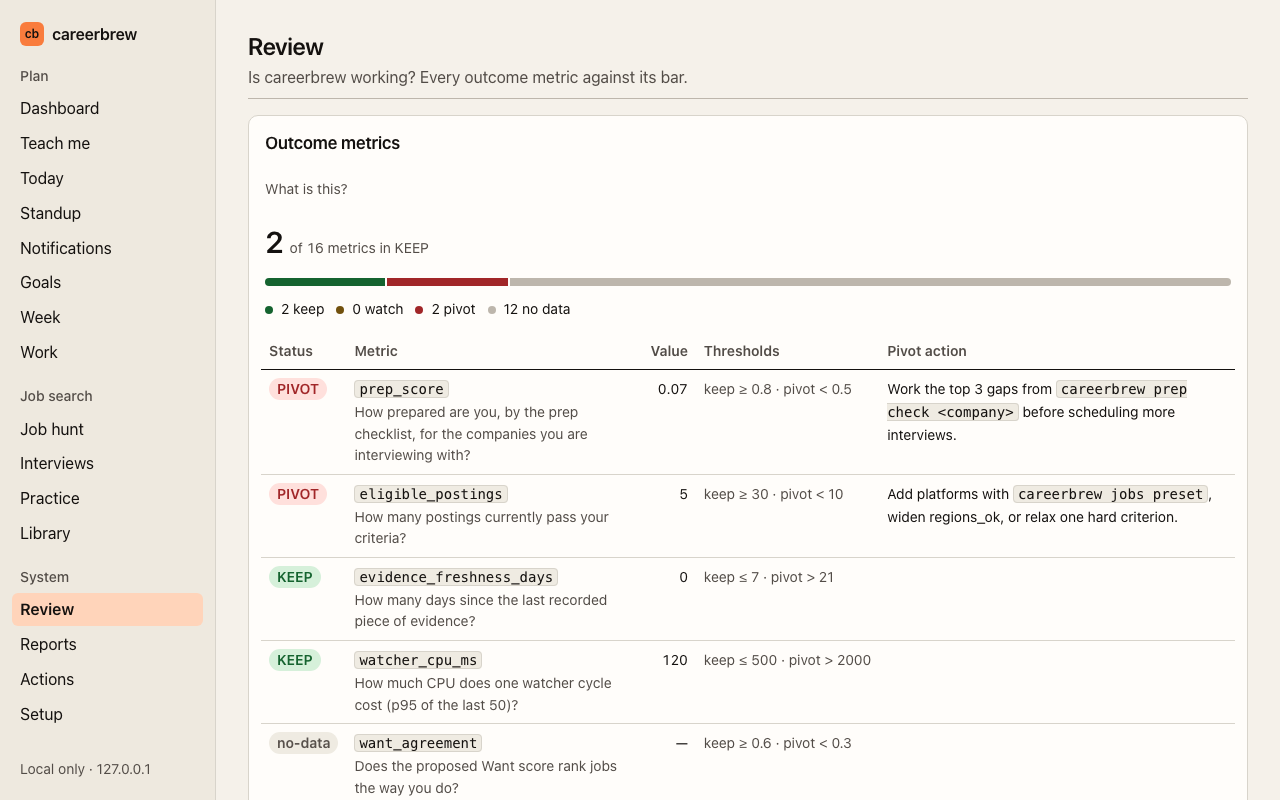 cb careerbrew
Plan
Dashboard
Teach me
Today
Standup
Notifications
Goals
Week
Work
Job search
Job hunt
Interviews
Practice
Library
System
Review
Reports
Actions
Setup
Local only · 127.0.0.1
Review
Is careerbrew working? Every outcome metric against its bar.
Outcome metrics
What is this?
2 of 16 metrics in KEEP
2 keep 0 watch 2 pivot 12 no data
Status Metric Value Thresholds Pivot action
PIVOT prep_score 0.07 keep ≥ 0.8 · pivot < 0.5 Work the top 3 gaps from careerbrew prep
How prepared are you, by the prep check <company> before scheduling more
checklist, for the companies you are interviews.
interviewing with?
PIVOT eligible_postings 5 keep ≥ 30 · pivot < 10 Add platforms with careerbrew jobs preset,
How many postings currently pass your widen regions_ok, or relax one hard criterion.
criteria?
KEEP evidence_freshness_days 0 keep ≤ 7 · pivot > 21
How many days since the last recorded
piece of evidence?
KEEP watcher_cpu_ms 120 keep ≤ 500 · pivot > 2000
How much CPU does one watcher cycle
cost (p95 of the last 50)?
no-data want_agreement — keep ≥ 0.6 · pivot < 0.3
Does the proposed Want score rank jobs
the way you do?